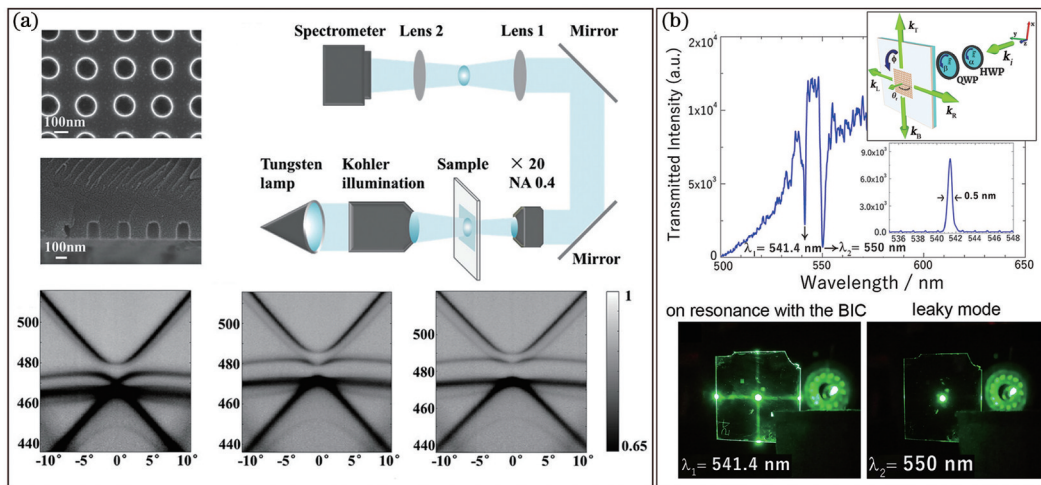 (a)
100nm
100nm
Spectrometer
Lens 2
Lens 1
Mirror
Tungsten
lamp
Kohler
illumination
Sample
× 20
NA 0.4
Mirror
500
480
460
440
-10° -5° 0° 5° 10°
500
480
460
440
-10° -5° 0° 5° 10°
500
480
460
440
-10° -5° 0° 5° 10°
1
0.65
(b)
Transmitted Intensity (a.u.)
2×10⁴
2×10⁴
1×10⁴
5×10³
0
λ₁= 541.4 nm
λ₂= 550 nm
500 550 600 650
Wavelength / nm
k_T
k_L
k_R
k_B
k_i
ϕ
θ_i
β
α
QWP
HWP
x
y
z
9.0×10³
6.0×10³
3.0×10³
0.0
0.5 nm
536 538 540 542 544 546 548
on resonance with the BIC
leaky mode
λ₁= 541.4 nm
λ₂= 550 nm